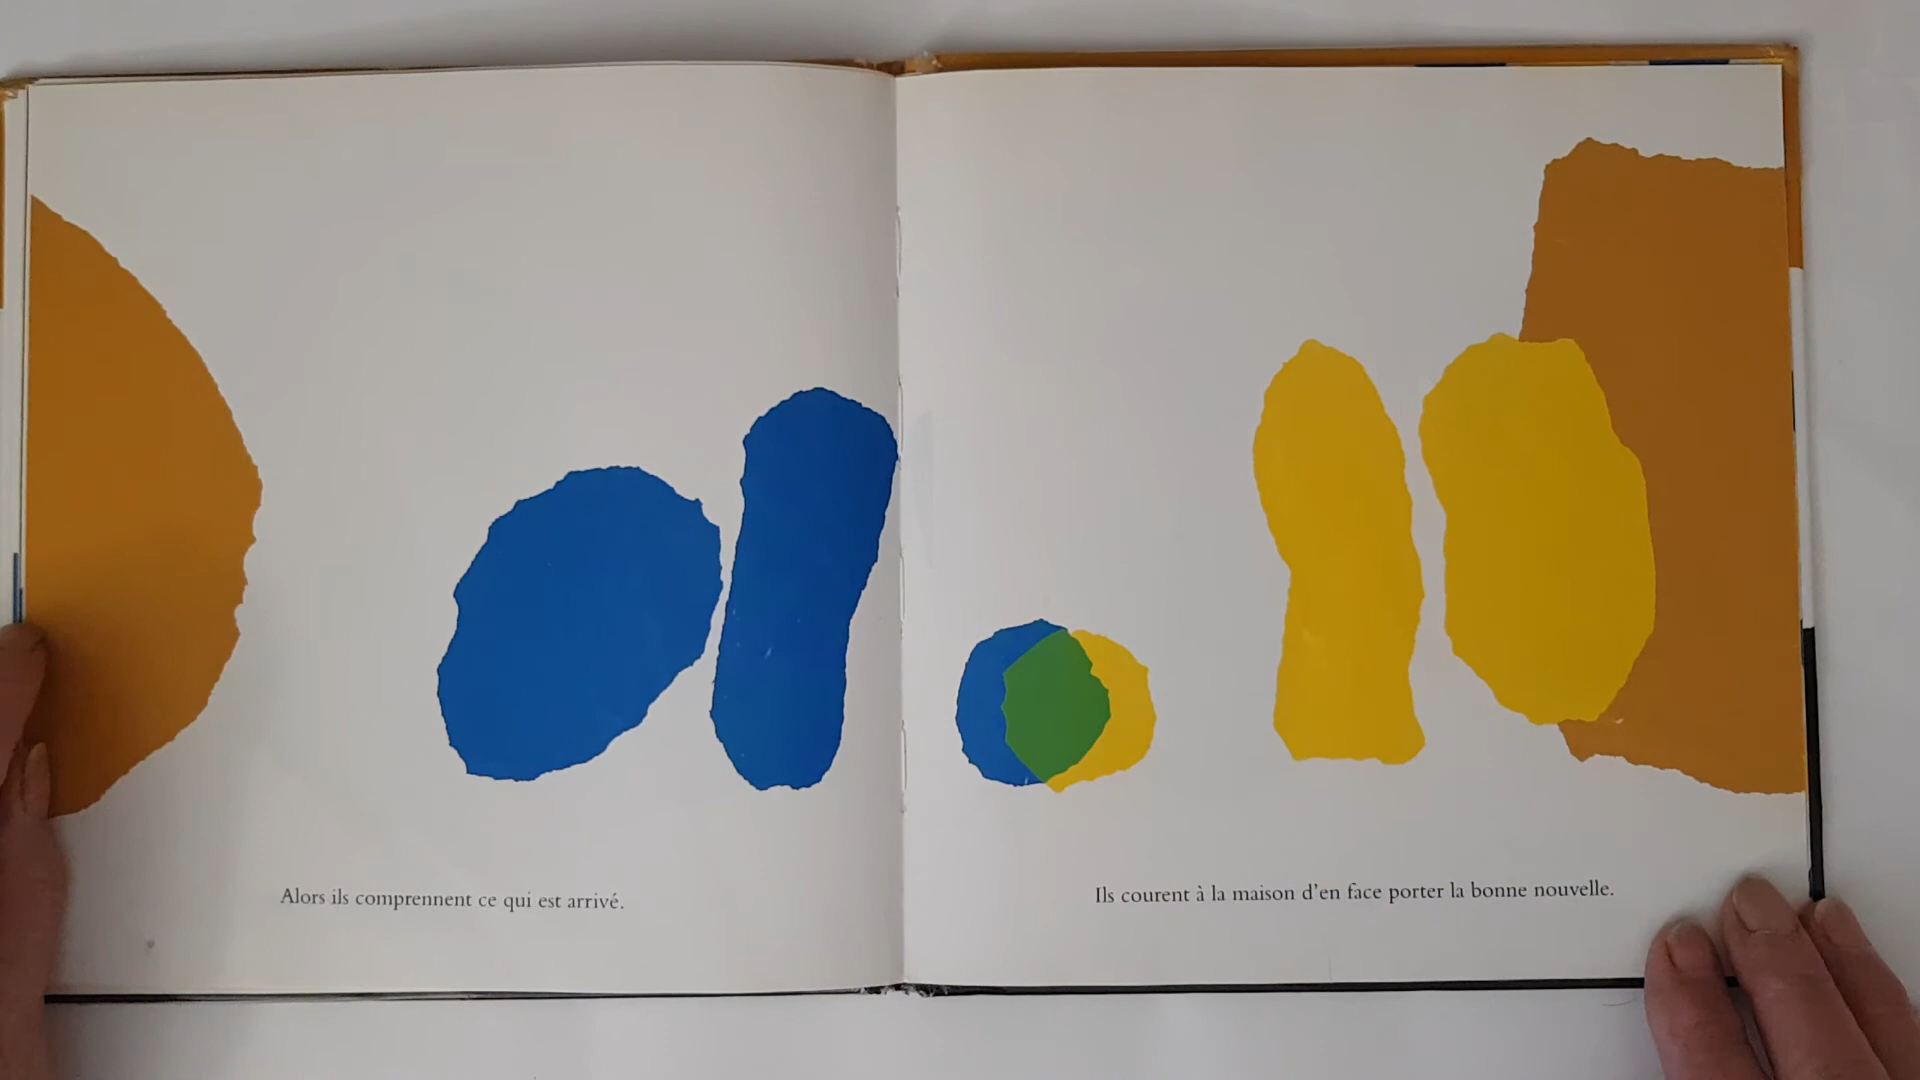 Alors ils comprennent ce qui est arrivé.
Ils courent à la maison d'en face porter la bonne nouvelle.